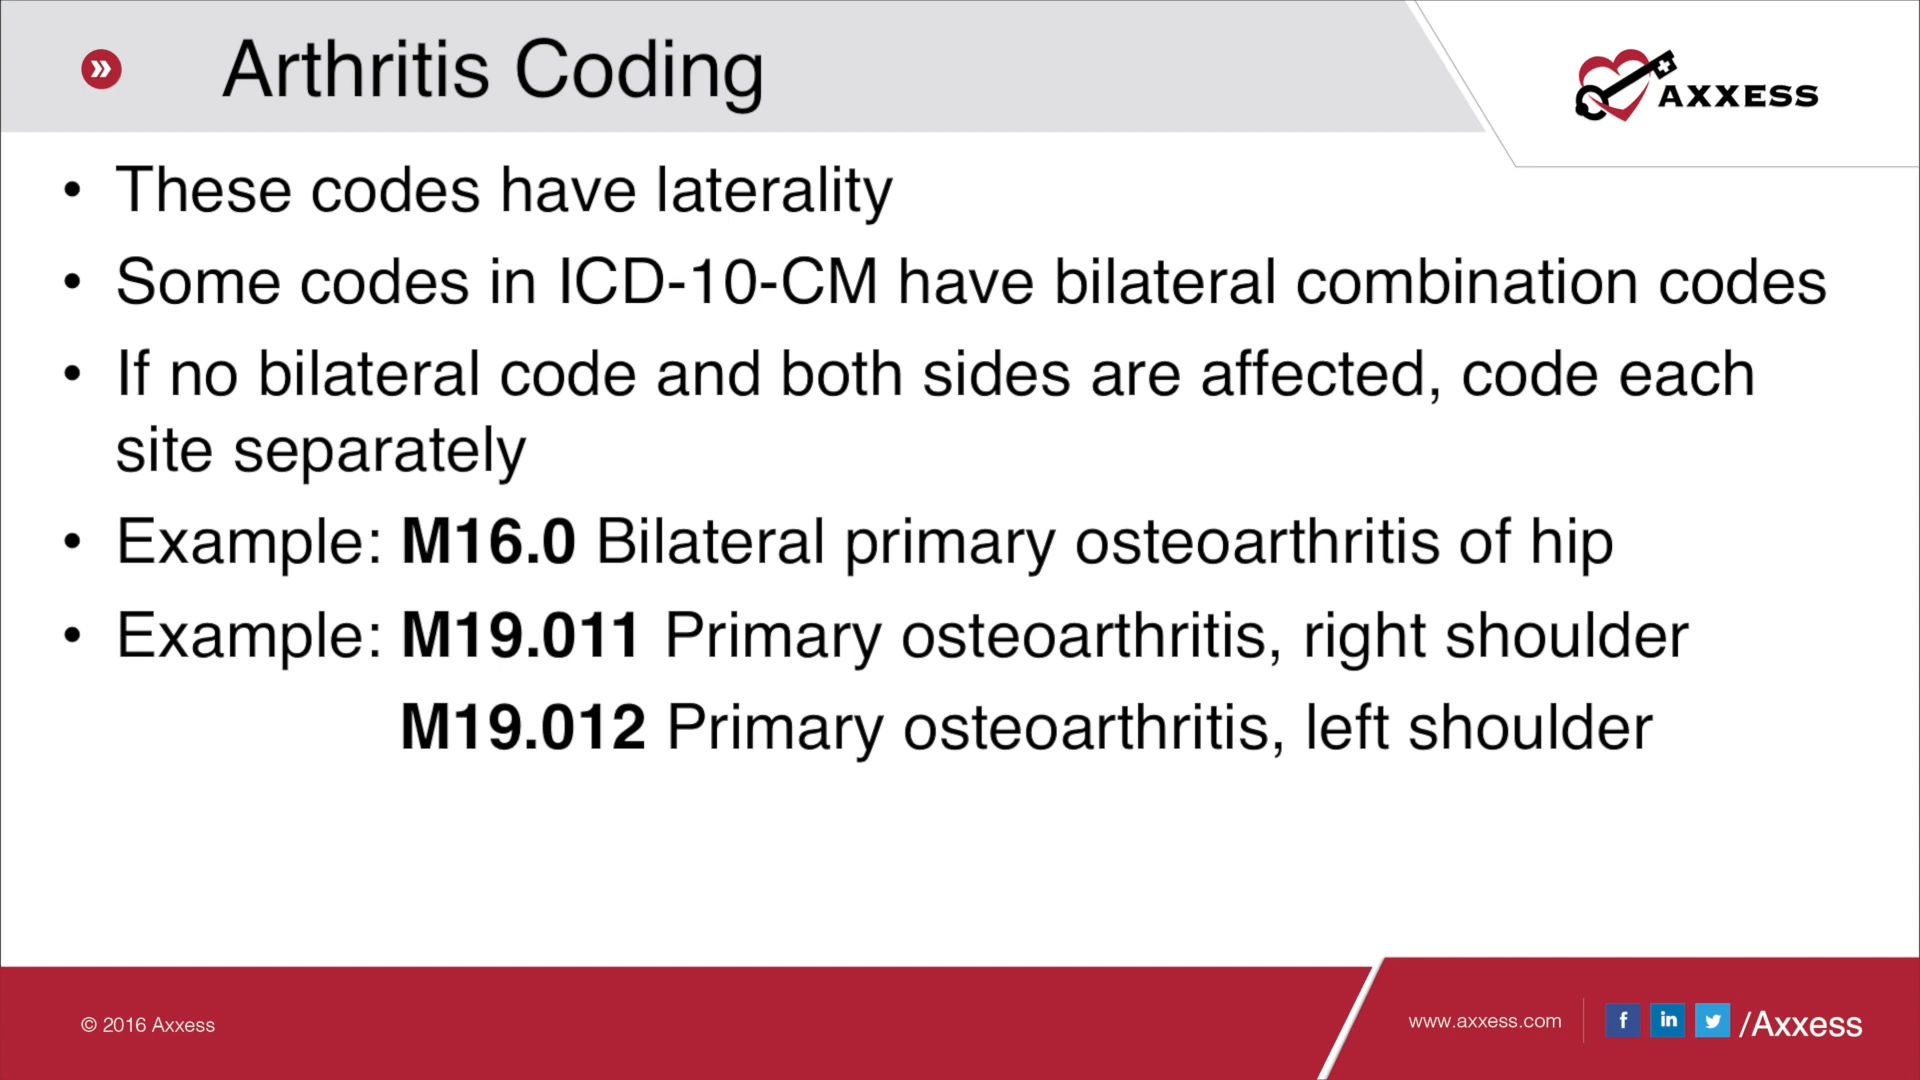 Arthritis Coding
AXXESS
• These codes have laterality
• Some codes in ICD-10-CM have bilateral combination codes
• If no bilateral code and both sides are affected, code each
site separately
• Example: M16.0 Bilateral primary osteoarthritis of hip
• Example: M19.011 Primary osteoarthritis, right shoulder
M19.012 Primary osteoarthritis, left shoulder
© 2016 Axxess
www.axxess.com f in /Axxess